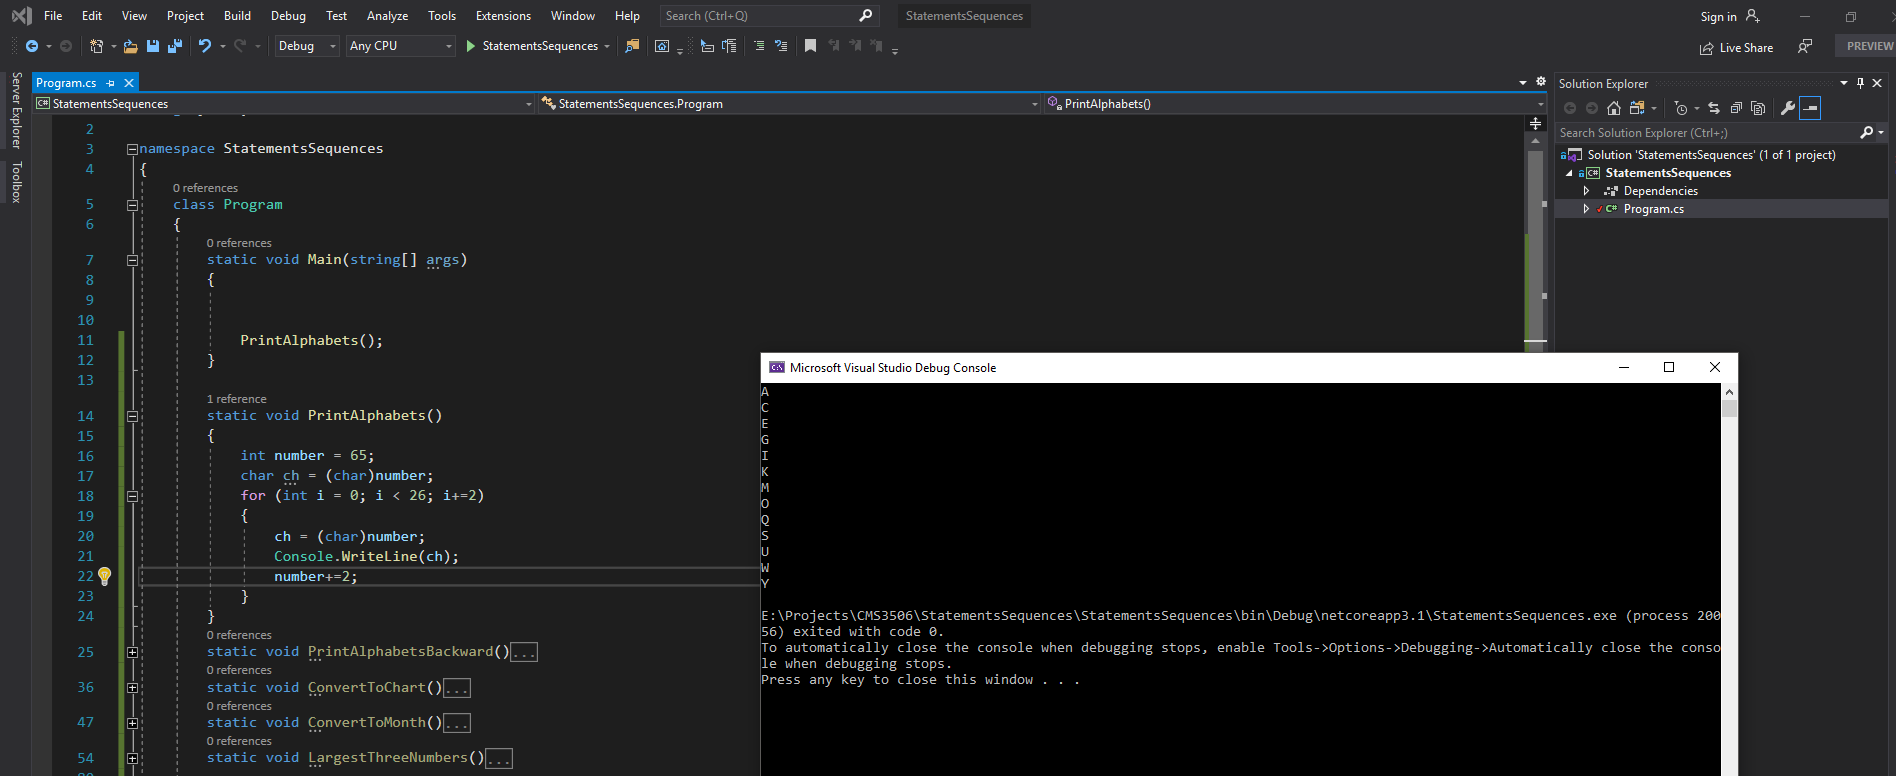 File Edit View Project Build Debug Test Analyze Tools Extensions Window Help Search (Ctrl+Q) StatementsSequences Sign in
Debug Any CPU StatementsSequences Live Share PREVIEW
Server Explorer
Toolbox
Program.cs
C# StatementsSequences StatementsSequences.Program PrintAlphabets()
2
3 namespace StatementsSequences
4 {
0 references
5 class Program
6 {
0 references
7 static void Main(string[] args)
8 {
9
10
11 PrintAlphabets();
12 }
13
1 reference
14 static void PrintAlphabets()
15 {
16 int number = 65;
17 char ch = (char)number;
18 for (int i = 0; i < 26; i+=2)
19 {
20 ch = (char)number;
21 Console.WriteLine(ch);
22 number+=2;
23 }
24 }
0 references
25 static void PrintAlphabetsBackward()...
0 references
36 static void ConvertToChart()...
0 references
47 static void ConvertToMonth()...
0 references
54 static void LargestThreeNumbers()...
Microsoft Visual Studio Debug Console
A
C
E
G
I
K
M
O
Q
S
U
W
Y
E:\Projects\CMS3506\StatementsSequences\StatementsSequences\bin\Debug\netcoreapp3.1\StatementsSequences.exe (process 200
56) exited with code 0.
To automatically close the console when debugging stops, enable Tools->Options->Debugging->Automatically close the conso
le when debugging stops.
Press any key to close this window . . .
Solution Explorer
Search Solution Explorer (Ctrl+;)
Solution 'StatementsSequences' (1 of 1 project)
C# StatementsSequences
Dependencies
C# Program.cs